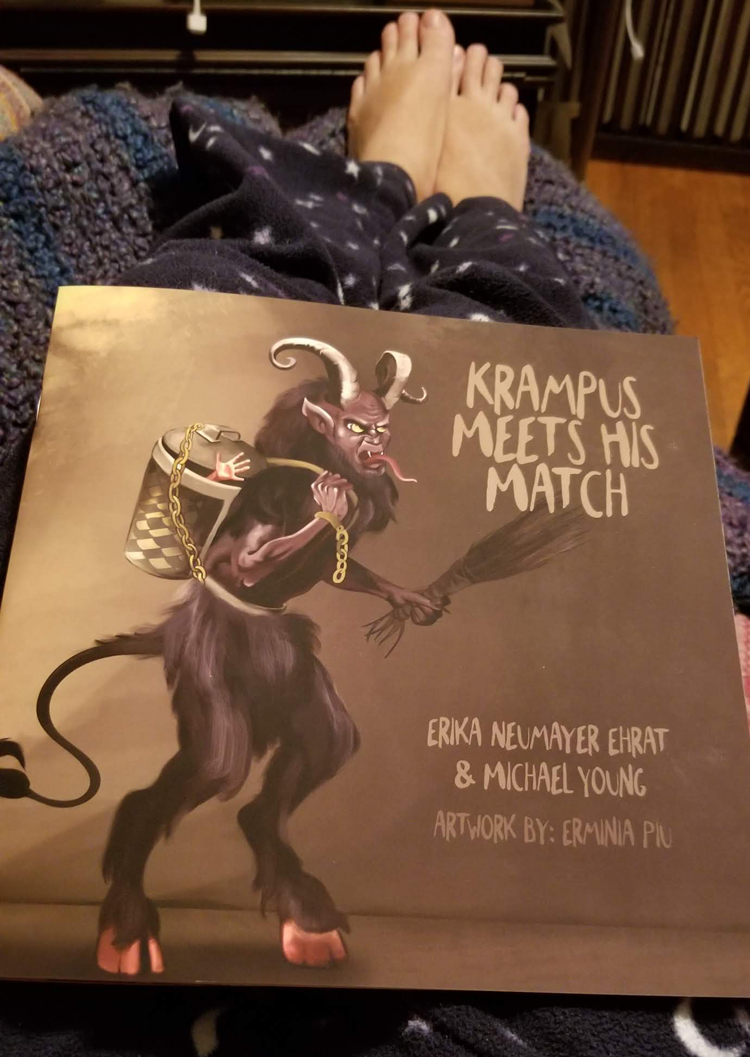 KRAMPUS
MEETS HIS
MATCH
ERIKA NEUMAYER EHRAT
& MICHAEL YOUNG
ARTWORK BY: ERMINIA PIU